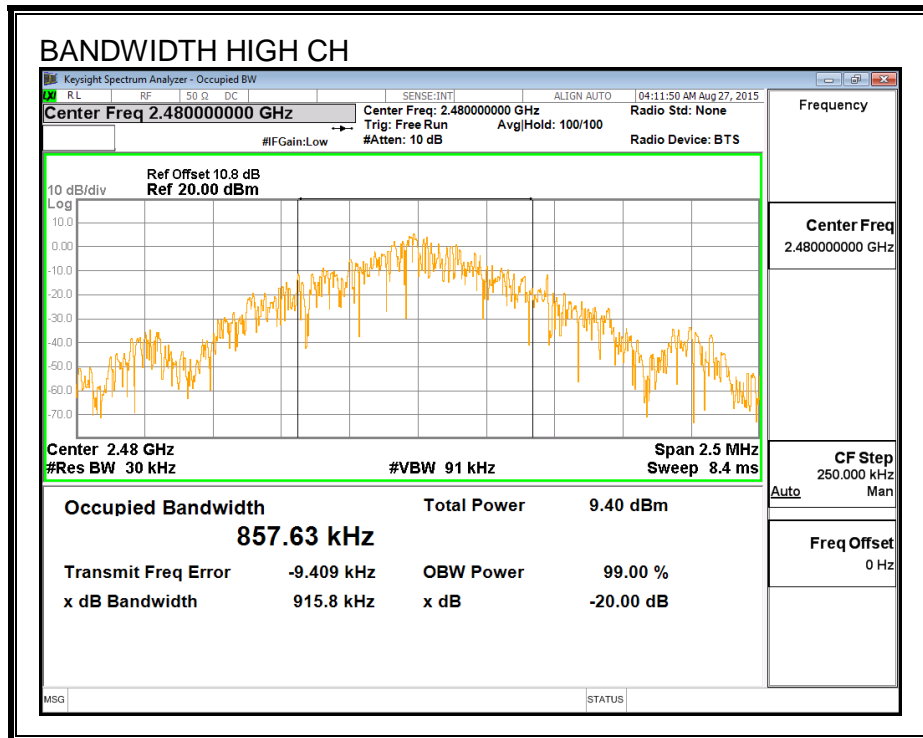 BANDWIDTH HIGH CH
Keysight Spectrum Analyzer - Occupied BW
LXI RL RF 50 Ω DC SENSE:INT ALIGN AUTO 04:11:50 AM Aug 27, 2015
Center Freq 2.480000000 GHz
Center Freq: 2.480000000 GHz
Radio Std: None
Trig: Free Run Avg|Hold: 100/100
#IFGain:Low
#Atten: 10 dB
Radio Device: BTS
Ref Offset 10.8 dB
10 dB/div Ref 20.00 dBm
Log
10.0
0.00
-10.0
-20.0
-30.0
-40.0
-50.0
-60.0
-70.0
Center 2.48 GHz
Span 2.5 MHz
#Res BW 30 kHz
#VBW 91 kHz
Sweep 8.4 ms
Occupied Bandwidth
857.63 kHz
Total Power 9.40 dBm
Transmit Freq Error -9.409 kHz
OBW Power 99.00 %
x dB Bandwidth 915.8 kHz
x dB -20.00 dB
MSG
STATUS
Frequency
Center Freq
2.480000000 GHz
CF Step
250.000 kHz
Auto Man
Freq Offset
0 Hz